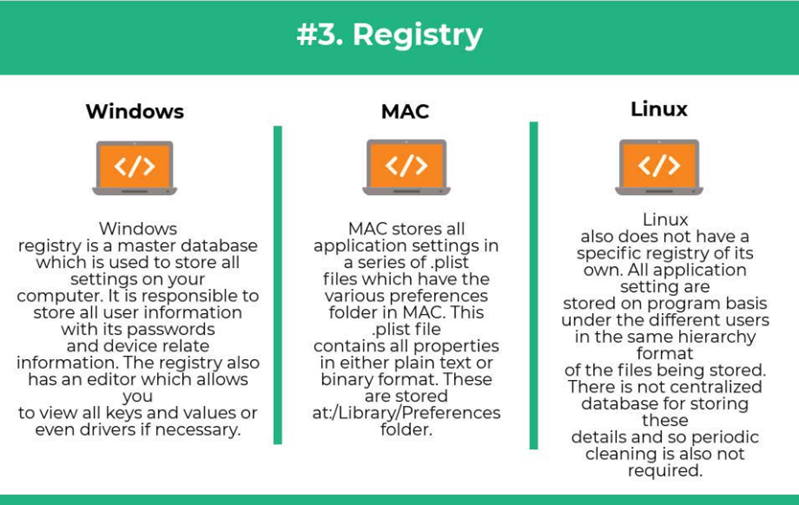 #3. Registry
Windows
</>
Windows
registry is a master database
which is used to store all
settings on your
computer. It is responsible to
store all user information
with its passwords
and device relate
information. The registry also
has an editor which allows
you
to view all keys and values or
even drivers if necessary.
MAC
</>
MAC stores all
application settings in
a series of .plist
files which have the
various preferences
folder in MAC. This
.plist file
contains all properties
in either plain text or
binary format. These
are stored
at:/Library/Preferences
folder.
Linux
</>
Linux
also does not have a
specific registry of its
own. All application
setting are
stored on program basis
under the different users
in the same hierarchy
format
of the files being stored.
There is not centralized
database for storing
these
details and so periodic
cleaning is also not
required.